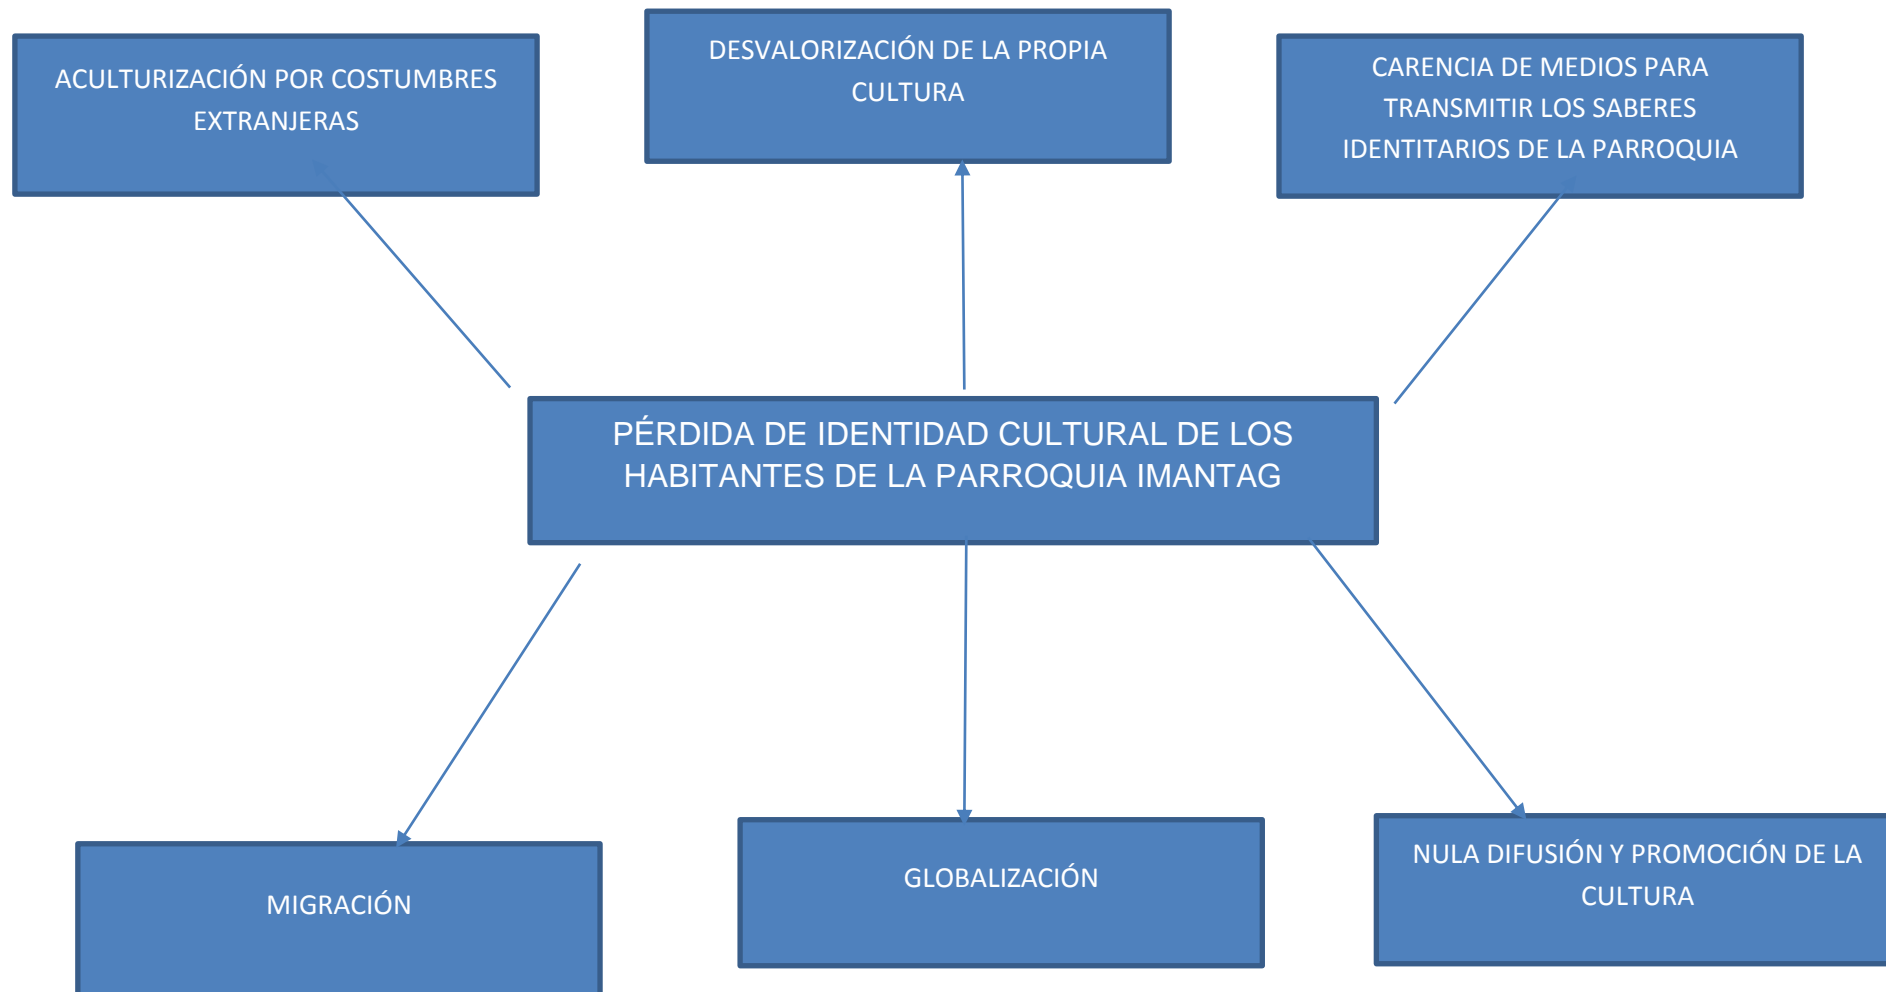 ACULTURIZACIÓN POR COSTUMBRES
EXTRANJERAS
DESVALORIZACIÓN DE LA PROPIA
CULTURA
CARENCIA DE MEDIOS PARA
TRANSMITIR LOS SABERES
IDENTITARIOS DE LA PARROQUIA
PÉRDIDA DE IDENTIDAD CULTURAL DE LOS
HABITANTES DE LA PARROQUIA IMANTAG
MIGRACIÓN
GLOBALIZACIÓN
NULA DIFUSIÓN Y PROMOCIÓN DE LA
CULTURA